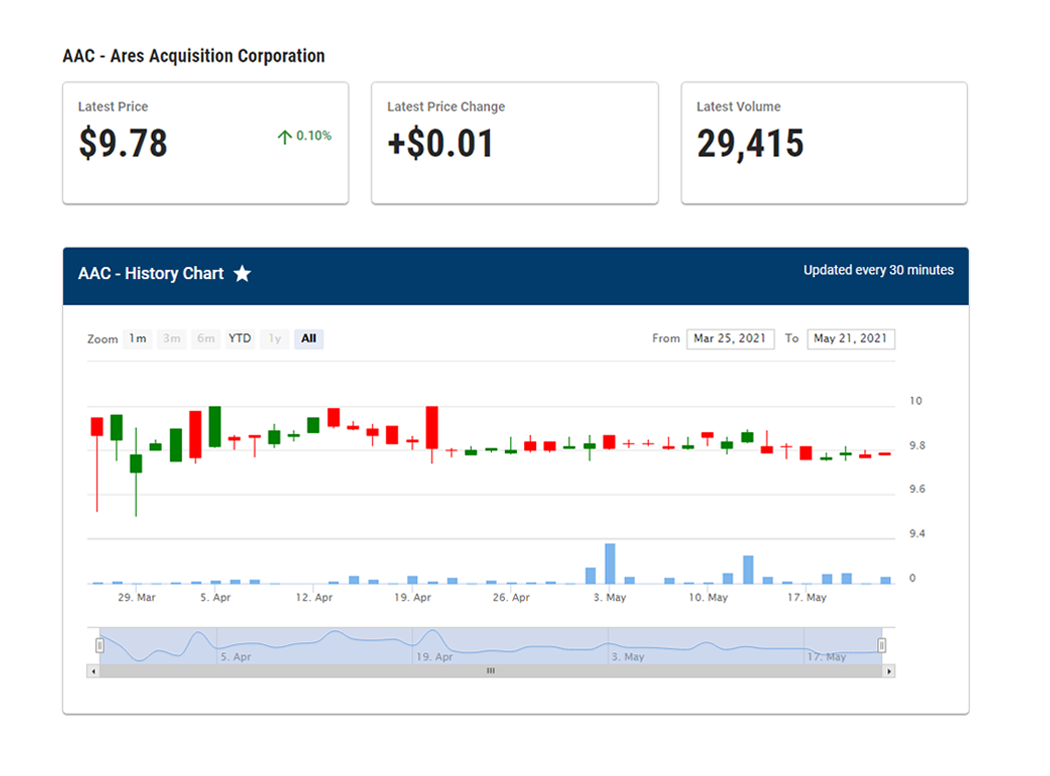 AAC - Ares Acquisition Corporation
Latest Price
$9.78
0.10%
Latest Price Change
+$0.01
Latest Volume
29,415
AAC - History Chart
Updated every 30 minutes
Zoom 1m 3m 6m YTD 1y All
From Mar 25, 2021 To May 21, 2021
10
9.8
9.6
9.4
0
29. Mar 5. Apr 12. Apr 19. Apr 26. Apr 3. May 10. May 17. May
5. Apr 19. Apr 3. May 17. May